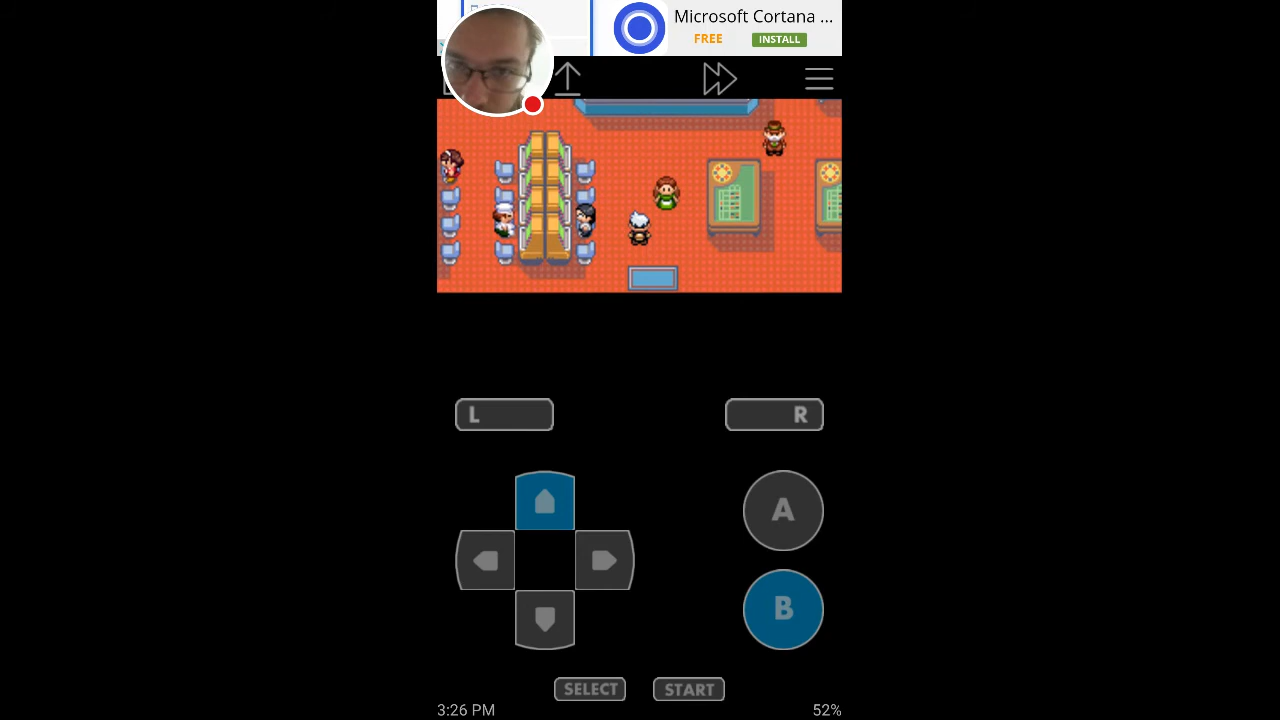 Microsoft Cortana ...
FREE
INSTALL
L
R
A
B
SELECT
START
3:26 PM
52%